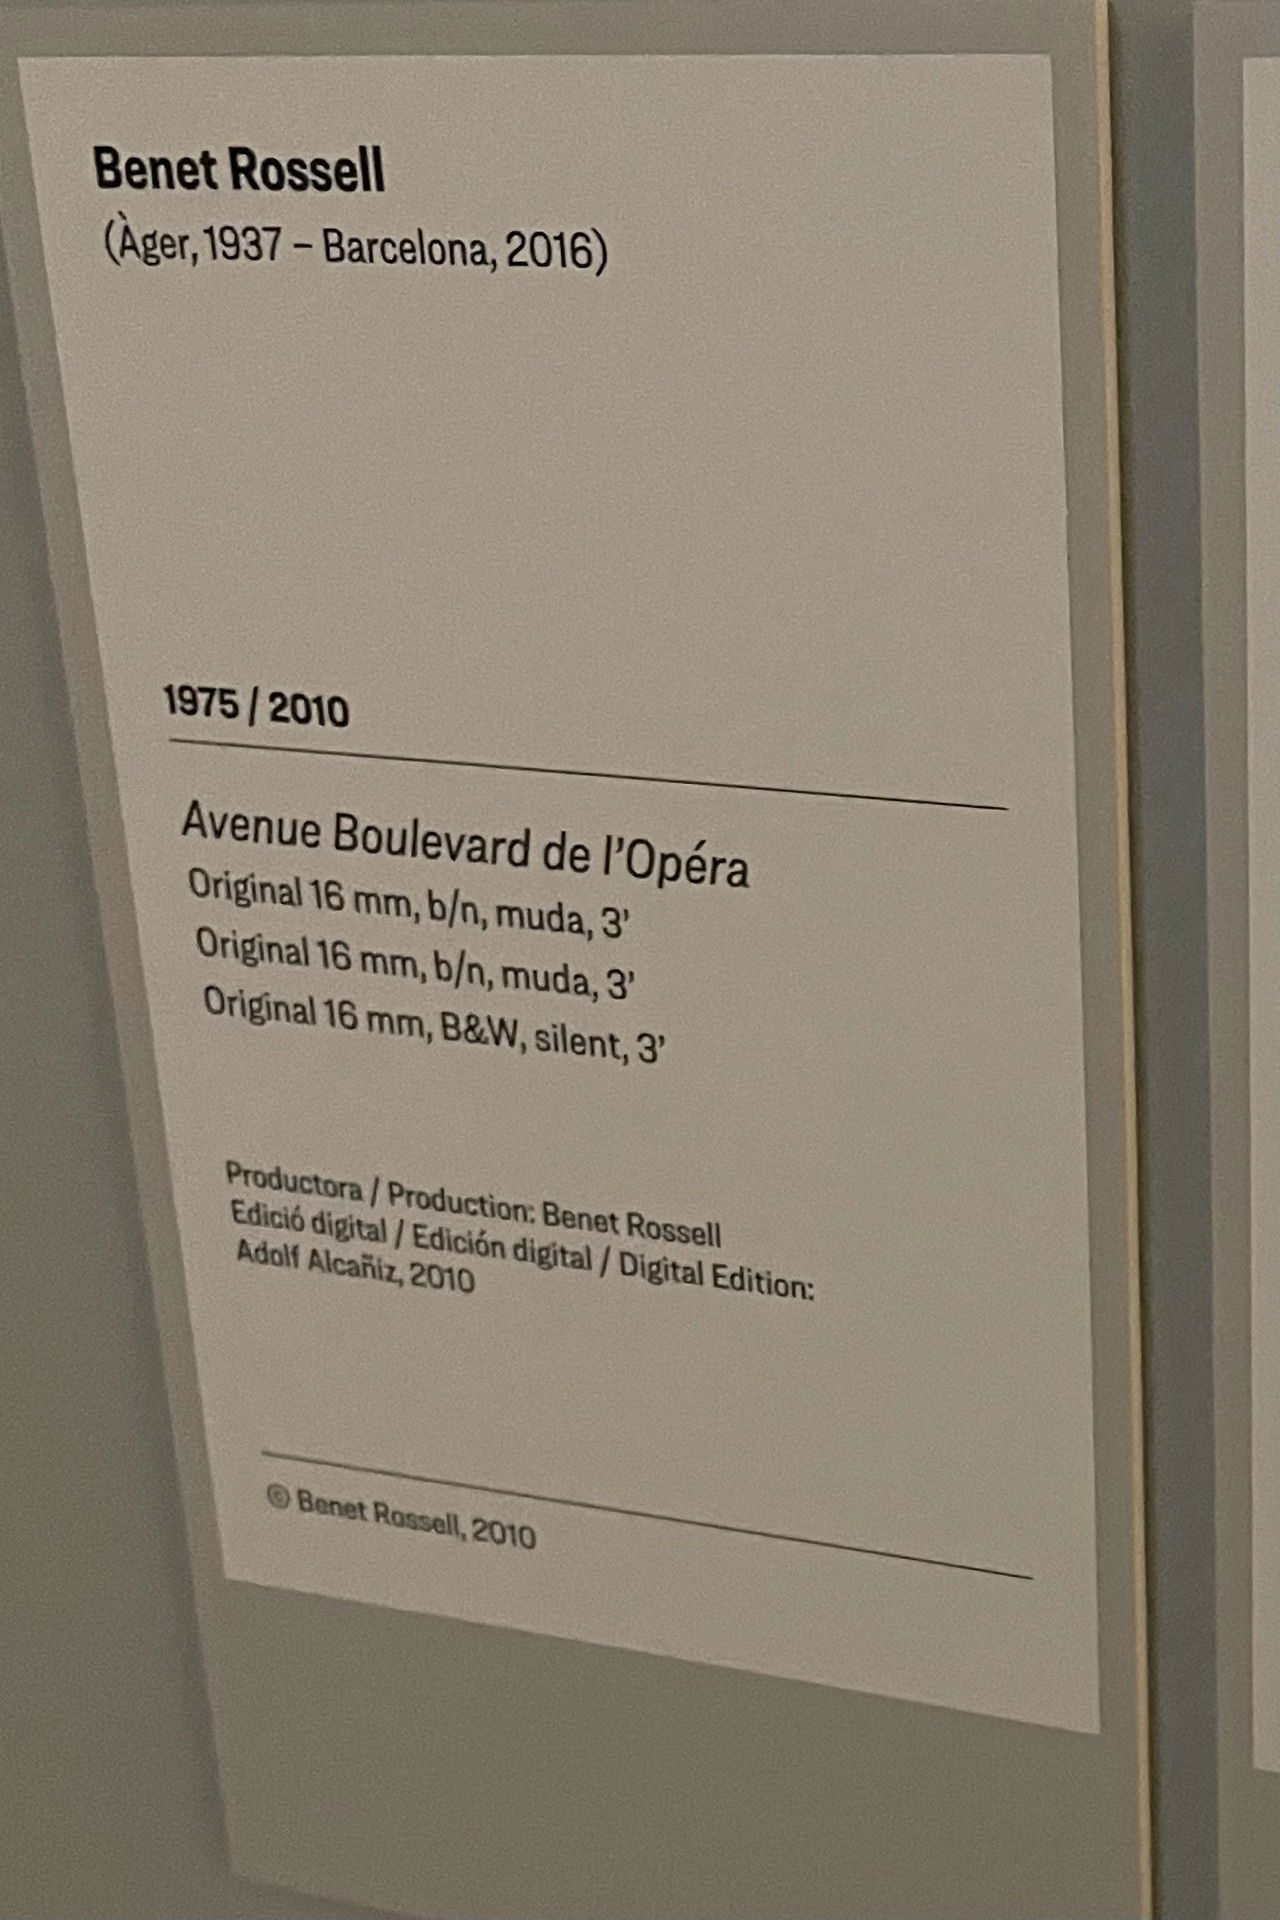 Benet Rossell
(Àger, 1937 – Barcelona, 2016)
1975 / 2010
Avenue Boulevard de l’Opéra
Original 16 mm, b/n, muda, 3’
Original 16 mm, b/n, muda, 3’
Original 16 mm, B&W, silent, 3’
Productora / Production: Benet Rossell
Edició digital / Edición digital / Digital Edition:
Adolf Alcañiz, 2010
© Benet Rossell, 2010